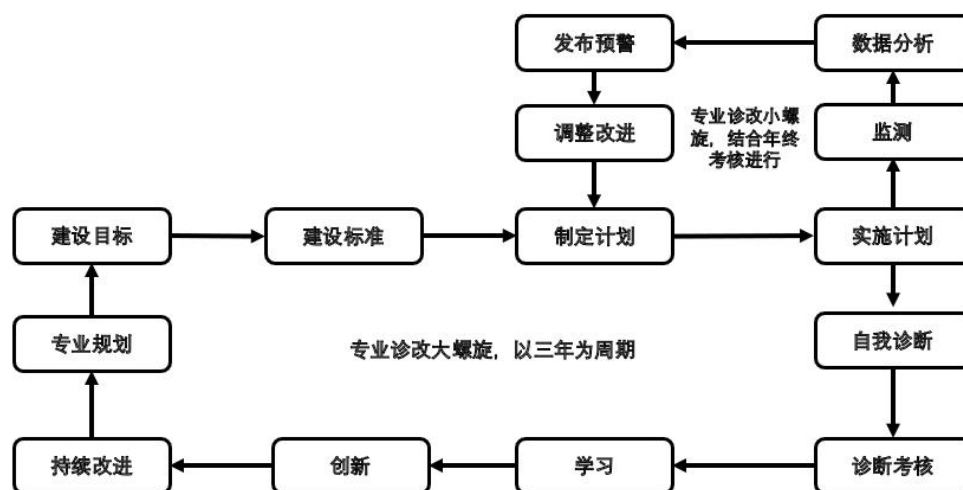 发布预警
数据分析
调整改进
专业诊改小螺
旋，结合年终
考核进行
监测
建设目标
建设标准
制定计划
实施计划
专业规划
专业诊改大螺旋，以三年为周期
自我诊断
持续改进
创新
学习
诊断考核